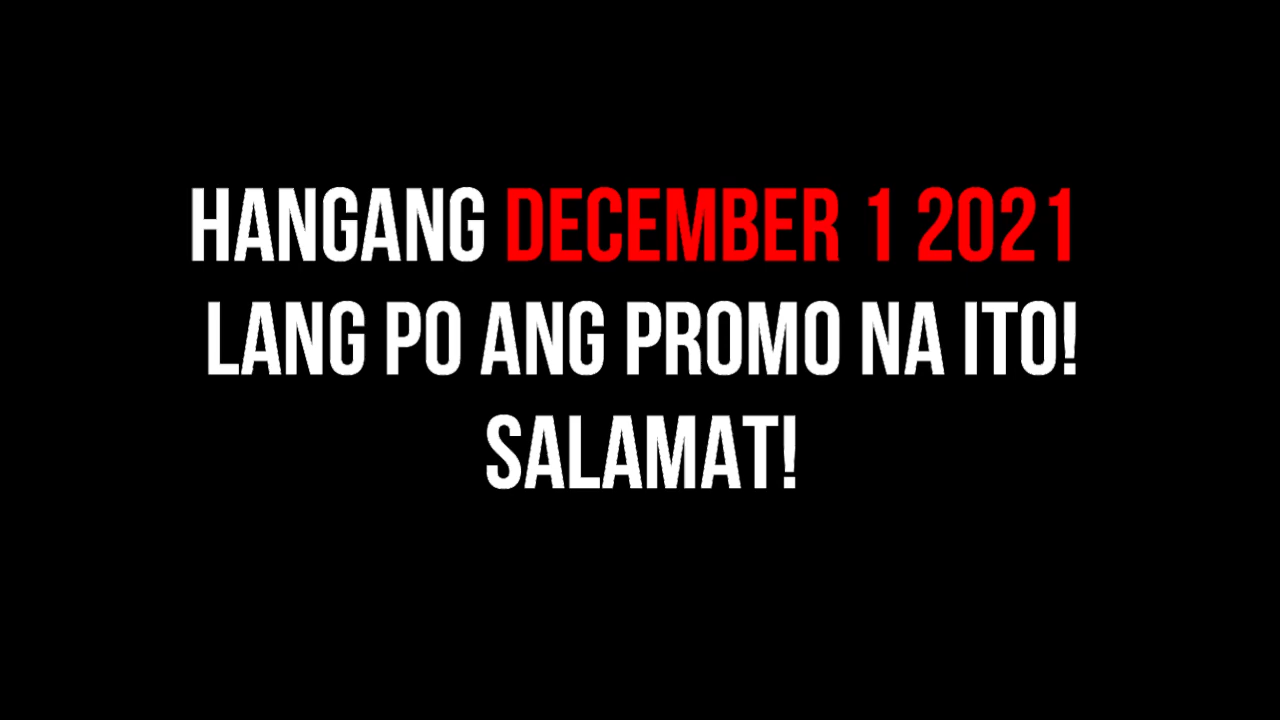 HANGANG DECEMBER 1 2021
LANG PO ANG PROMO NA ITO!
SALAMAT!